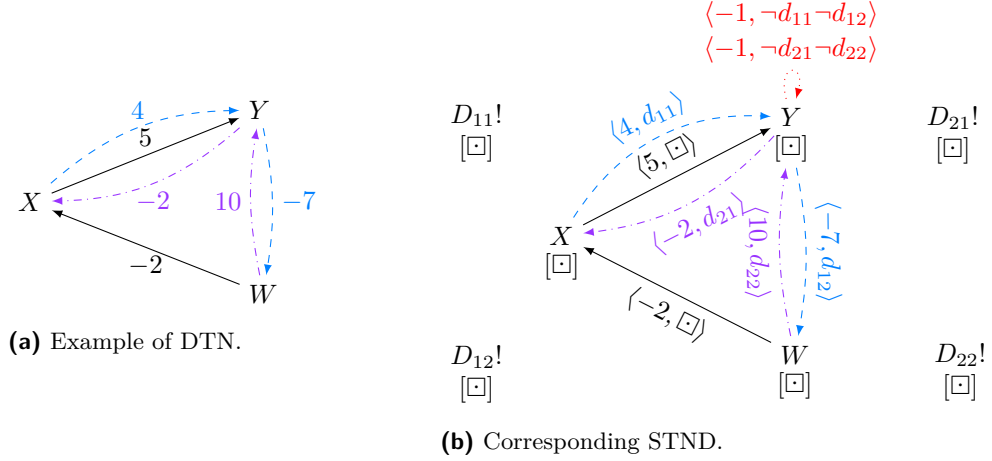 4
5
Y
X
−2
10
−7
−2
W
(a) Example of DTN.
⟨−1, ¬d₁₁¬d₁₂⟩
⟨−1, ¬d₂₁¬d₂₂⟩
D₁₁!
[⊡]
⟨4, d₁₁⟩
⟨5, ⊡⟩
Y
[⊡]
D₂₁!
[⊡]
X
[⊡]
⟨−2, d₂₁⟩
⟨10, d₂₂⟩
⟨−7, d₁₂⟩
⟨−2, ⊡⟩
D₁₂!
[⊡]
W
[⊡]
D₂₂!
[⊡]
(b) Corresponding STND.